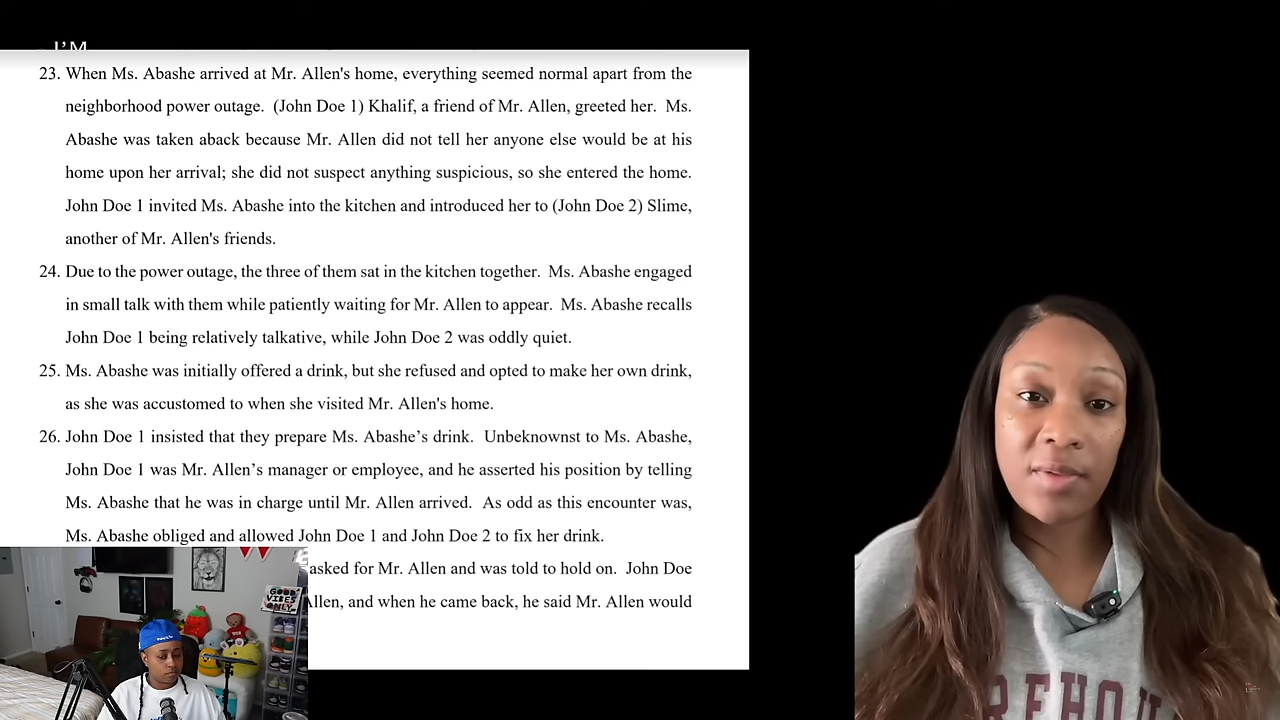 I'M
23. When Ms. Abashe arrived at Mr. Allen's home, everything seemed normal apart from the
neighborhood power outage. (John Doe 1) Khalif, a friend of Mr. Allen, greeted her. Ms.
Abashe was taken aback because Mr. Allen did not tell her anyone else would be at his
home upon her arrival; she did not suspect anything suspicious, so she entered the home.
John Doe 1 invited Ms. Abashe into the kitchen and introduced her to (John Doe 2) Slime,
another of Mr. Allen's friends.
24. Due to the power outage, the three of them sat in the kitchen together. Ms. Abashe engaged
in small talk with them while patiently waiting for Mr. Allen to appear. Ms. Abashe recalls
John Doe 1 being relatively talkative, while John Doe 2 was oddly quiet.
25. Ms. Abashe was initially offered a drink, but she refused and opted to make her own drink,
as she was accustomed to when she visited Mr. Allen's home.
26. John Doe 1 insisted that they prepare Ms. Abashe’s drink. Unbeknownst to Ms. Abashe,
John Doe 1 was Mr. Allen’s manager or employee, and he asserted his position by telling
Ms. Abashe that he was in charge until Mr. Allen arrived. As odd as this encounter was,
Ms. Abashe obliged and allowed John Doe 1 and John Doe 2 to fix her drink.
asked for Mr. Allen and was told to hold on. John Doe
Allen, and when he came back, he said Mr. Allen would
GOOD
VIBES
ONLY
REHOU